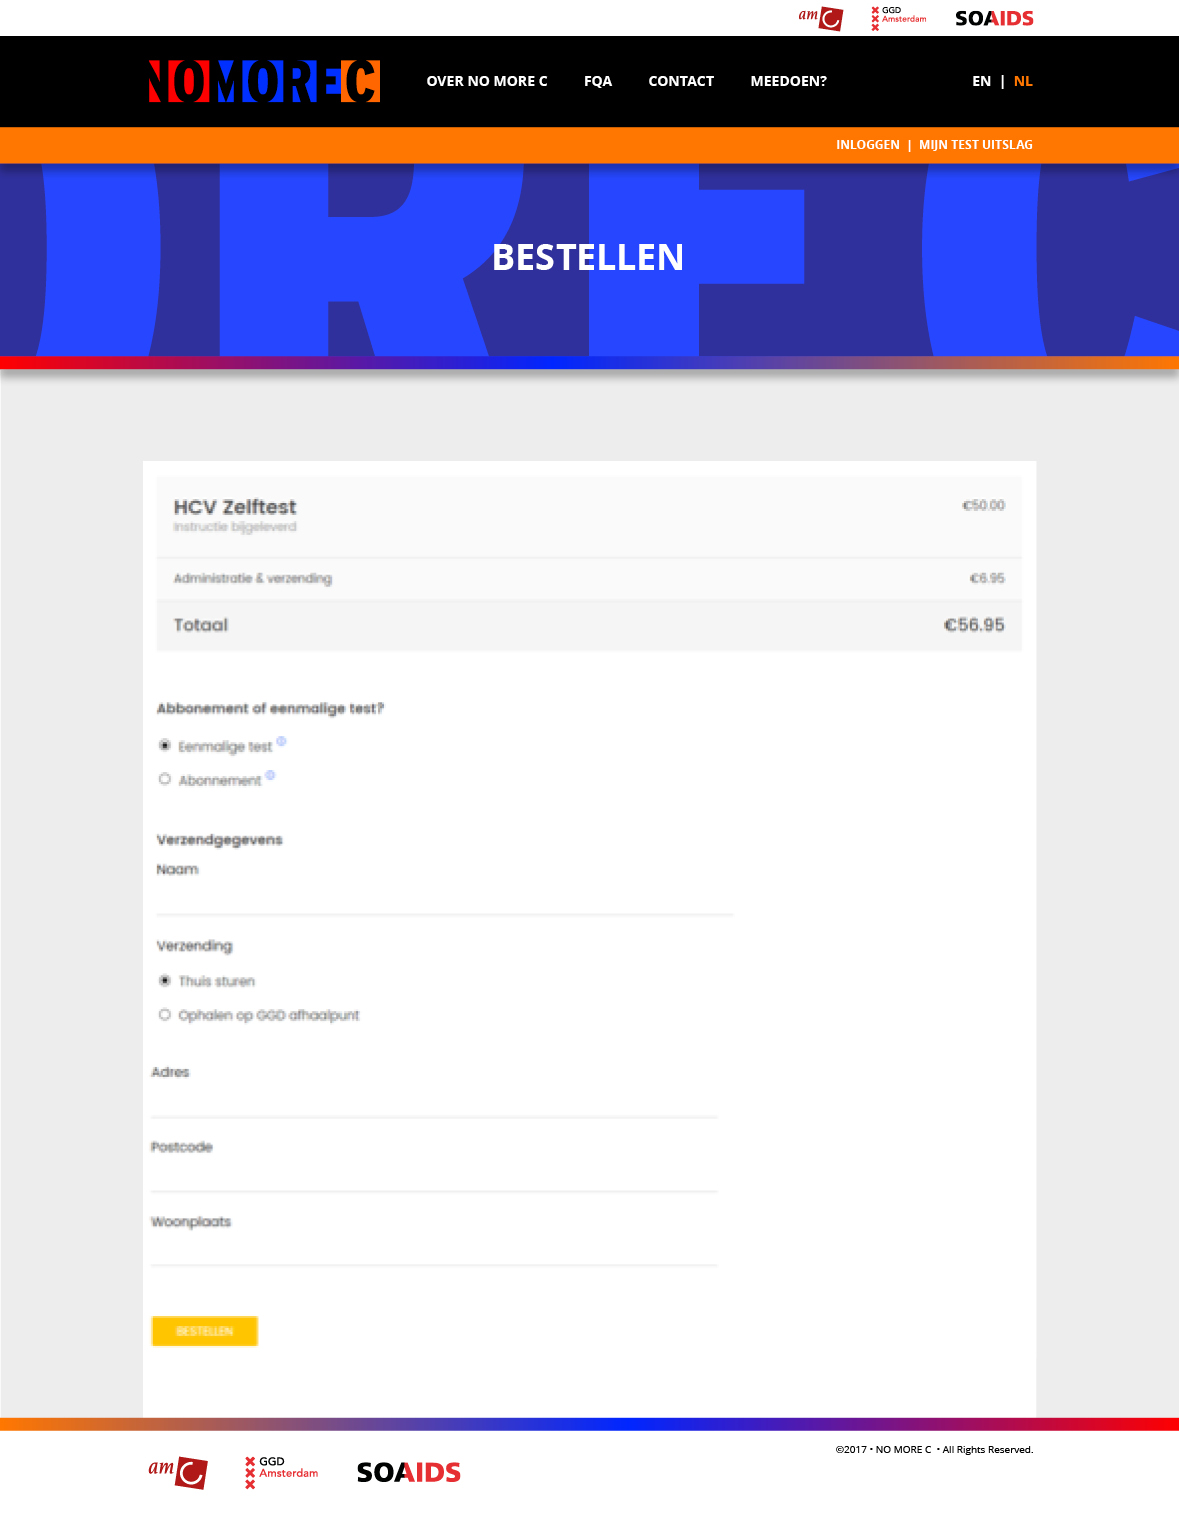 amc GGD Amsterdam SOAIDS
NOMOREC OVER NO MORE C FQA CONTACT MEEDOEN? EN | NL
INLOGGEN | MIJN TEST UITSLAG
OREC
BESTELLEN
HCV Zelftest €50.00
Instructie bijgeleverd
Administratie & verzending €6.95
Totaal €56.95
Abbonement of eenmalige test?
Eenmalige test
Abonnement
Verzendgegevens
Naam
Verzending
Thuis sturen
Ophalen op GGD afhaalpunt
Adres
Postcode
Woonplaats
BESTELLEN
©2017 • NO MORE C • All Rights Reserved.
amc GGD Amsterdam SOAIDS